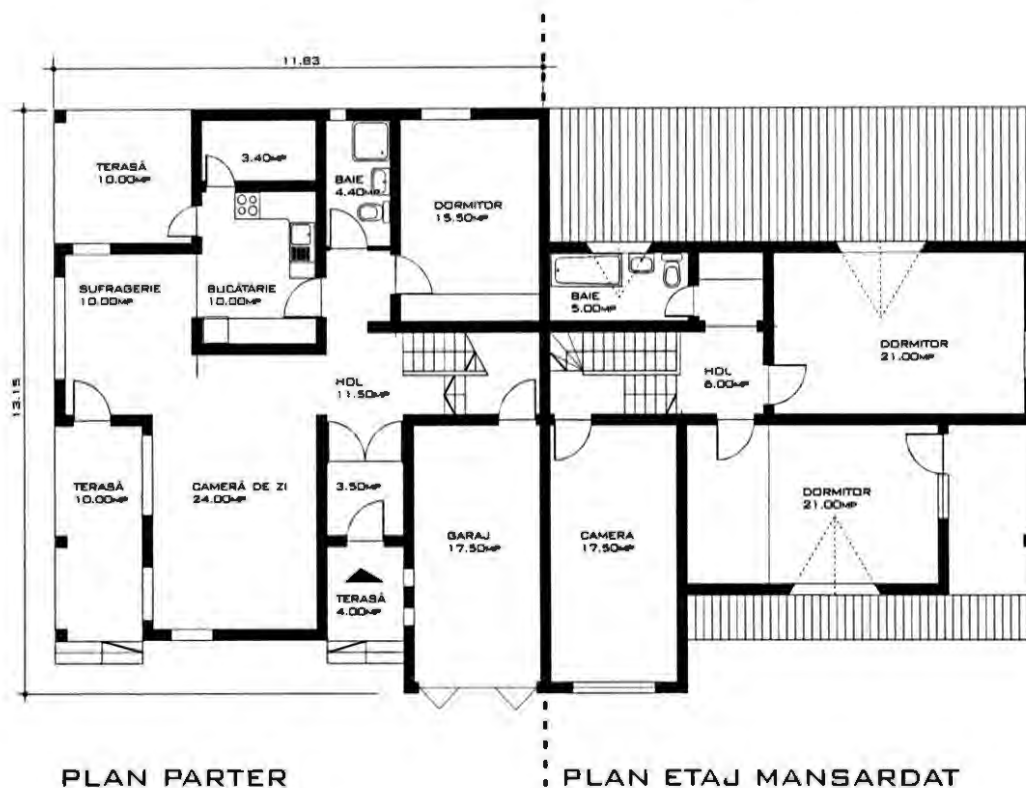 11.83
13.15
TERASĂ
10.00MP
3.40MP
BAIE
4.40MP
DORMITOR
15.50MP
SUFRAGERIE
10.00MP
BUCĂTĂRIE
10.00MP
HOL
11.50MP
TERASĂ
10.00MP
CAMERĂ DE ZI
24.00MP
3.50MP
GARAJ
17.50MP
TERASĂ
4.00MP
BAIE
5.00MP
DORMITOR
21.00MP
HOL
6.00MP
CAMERA
17.50MP
DORMITOR
21.00MP
PLAN PARTER
PLAN ETAJ MANSARDAT